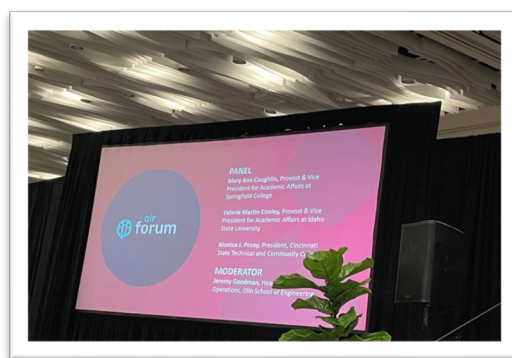 air
forum
PANEL
Mary Ann Coughlin, Provost & Vice
President for Academic Affairs at
Springfield College
Valerie Martin Conley, Provost & Vice
President for Academic Affairs at Idaho
State University
Monica J. Posey, President, Cincinnati
State Technical and Community
MODERATOR
Jeremy Goodman,
Operations, Olin School of Engineering